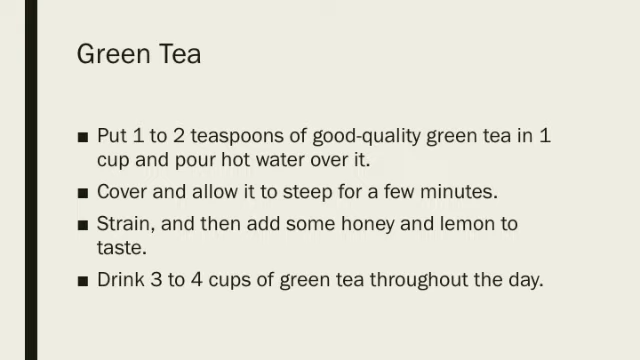 Green Tea
■ Put 1 to 2 teaspoons of good-quality green tea in 1
cup and pour hot water over it.
■ Cover and allow it to steep for a few minutes.
■ Strain, and then add some honey and lemon to
taste.
■ Drink 3 to 4 cups of green tea throughout the day.